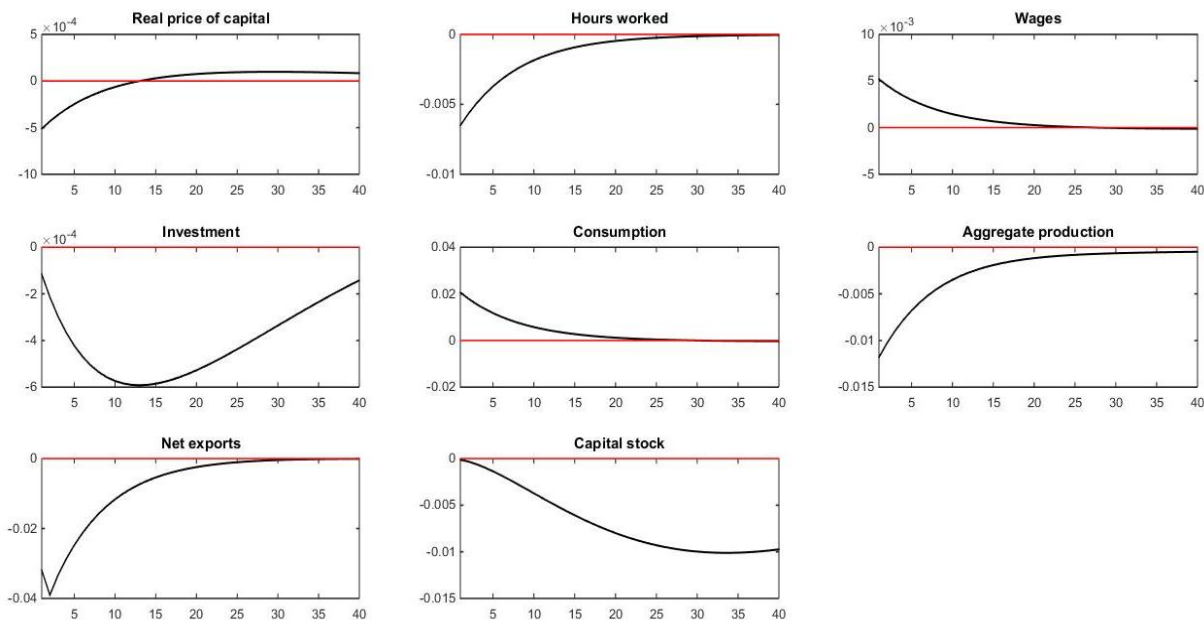 Real price of capital
×10⁻⁴
5
0
-5
-10
5 10 15 20 25 30 35 40
Hours worked
0
-0.005
-0.01
5 10 15 20 25 30 35 40
Wages
×10⁻³
10
5
0
-5
5 10 15 20 25 30 35 40
Investment
×10⁻⁴
0
-2
-4
-6
5 10 15 20 25 30 35 40
Consumption
0.04
0.02
0
-0.02
5 10 15 20 25 30 35 40
Aggregate production
0
-0.005
-0.01
-0.015
5 10 15 20 25 30 35 40
Net exports
0
-0.02
-0.04
5 10 15 20 25 30 35 40
Capital stock
0
-0.005
-0.01
-0.015
5 10 15 20 25 30 35 40